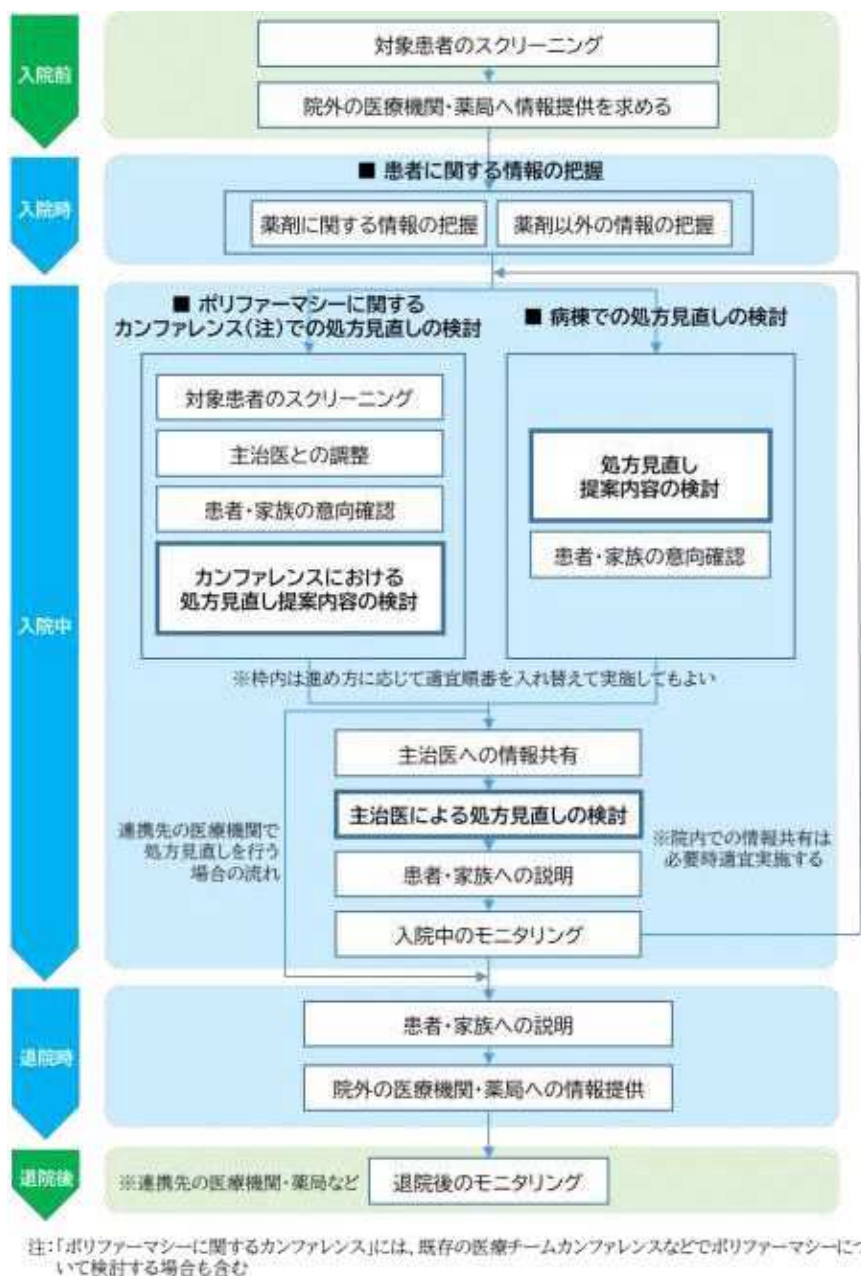 入院前
対象患者のスクリーニング
院外の医療機関・薬局へ情報提供を求める
入院時
■ 患者に関する情報の把握
薬剤に関する情報の把握
薬剤以外の情報の把握
入院中
■ ポリファーマシーに関する
カンファレンス(注)での処方見直しの検討
対象患者のスクリーニング
主治医との調整
患者・家族の意向確認
カンファレンスにおける
処方見直し提案内容の検討
■ 病棟での処方見直しの検討
処方見直し
提案内容の検討
患者・家族の意向確認
※枠内は進め方に応じて適宜順番を入れ替えて実施してもよい
主治医への情報共有
主治医による処方見直しの検討
患者・家族への説明
入院中のモニタリング
連携先の医療機関で
処方見直しを行う
場合の流れ
※院内での情報共有は
必要時適宜実施する
退院時
患者・家族への説明
院外の医療機関・薬局への情報提供
退院後
※連携先の医療機関・薬局など
退院後のモニタリング
注:「ポリファーマシーに関するカンファレンス」には、既存の医療チームカンファレンスなどでポリファーマシーにつ
いて検討する場合も含む